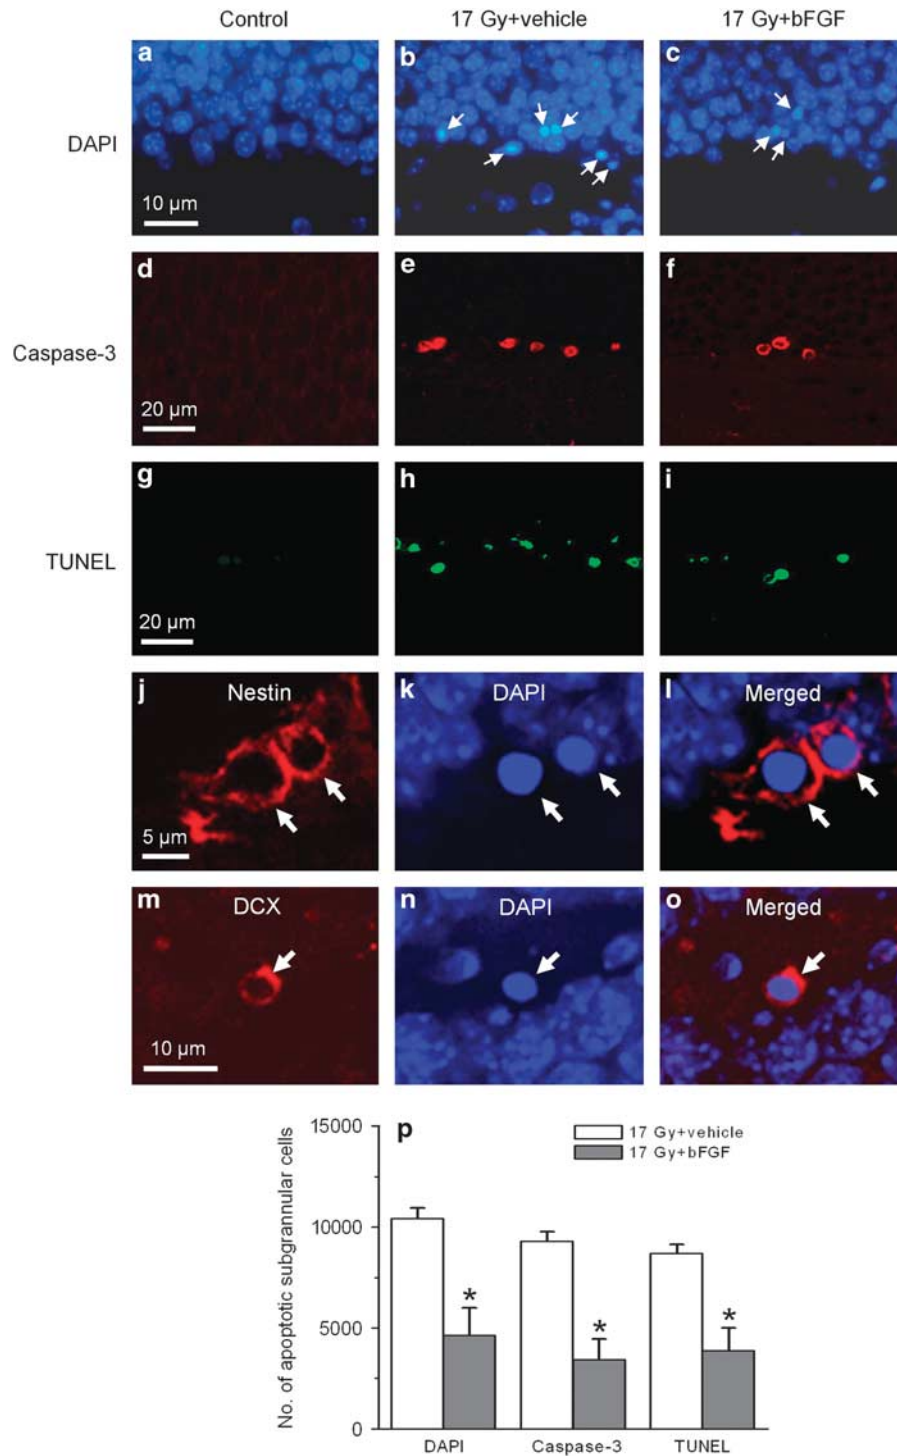 Control 17 Gy+vehicle 17 Gy+bFGF
a b c
DAPI
10 µm
d e f
Caspase-3
20 µm
g h i
TUNEL
20 µm
j Nestin k DAPI l Merged
5 µm
m DCX n DAPI o Merged
10 µm
p
17 Gy+vehicle
17 Gy+bFGF
No. of apoptotic subgrannular cells
15000
10000
5000
0
* * *
DAPI Caspase-3 TUNEL